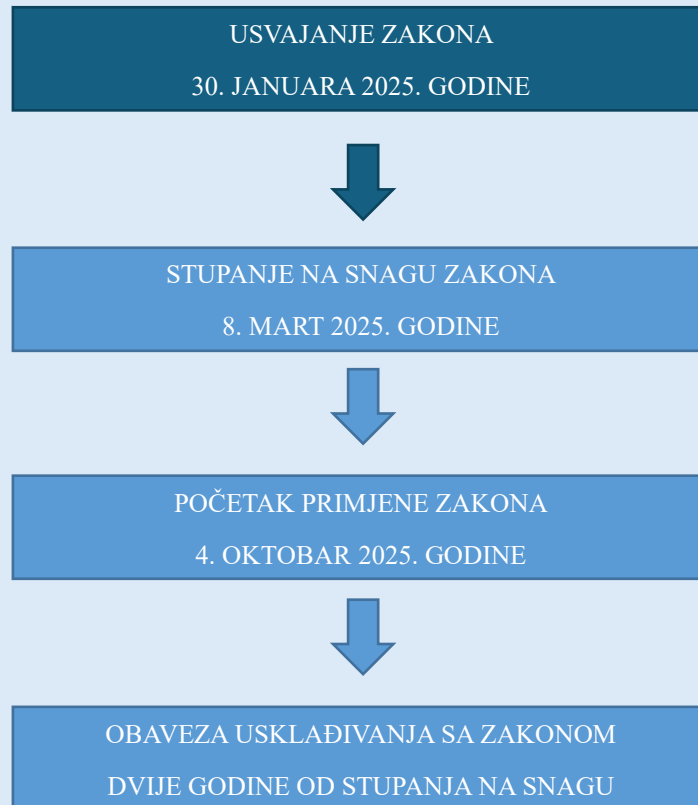 USVAJANJE ZAKONA
30. JANUARA 2025. GODINE
STUPANJE NA SNAGU ZAKONA
8. MART 2025. GODINE
POČETAK PRIMJENE ZAKONA
4. OKTOBAR 2025. GODINE
OBAVEZA USKLAĐIVANJA SA ZAKONOM
DVIJE GODINE OD STUPANJA NA SNAGU